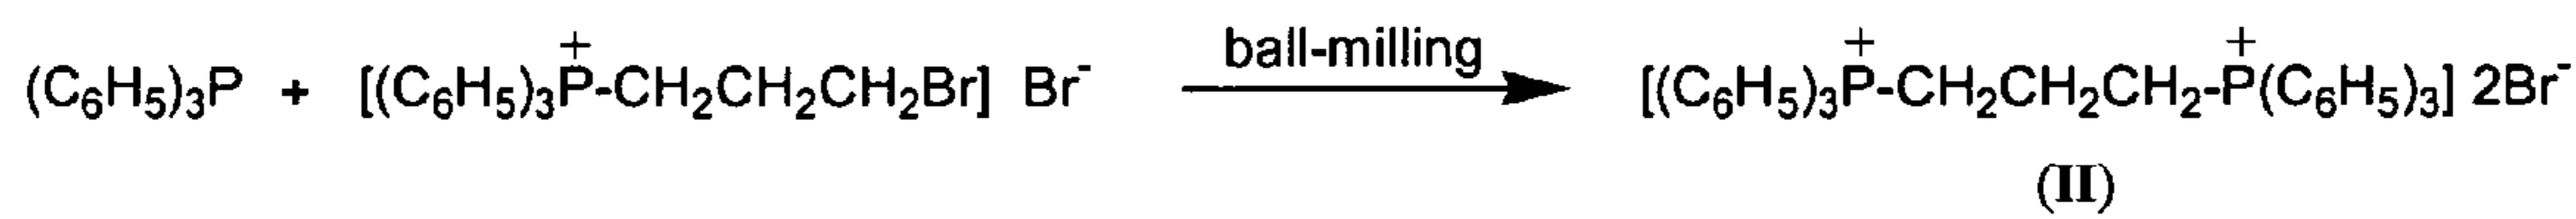 ball-milling
(C₆H₅)₃P + [(C₆H₅)₃P⁺-CH₂CH₂CH₂Br] Br⁻ → [(C₆H₅)₃P⁺-CH₂CH₂CH₂-P⁺(C₆H₅)₃] 2Br⁻
(II)